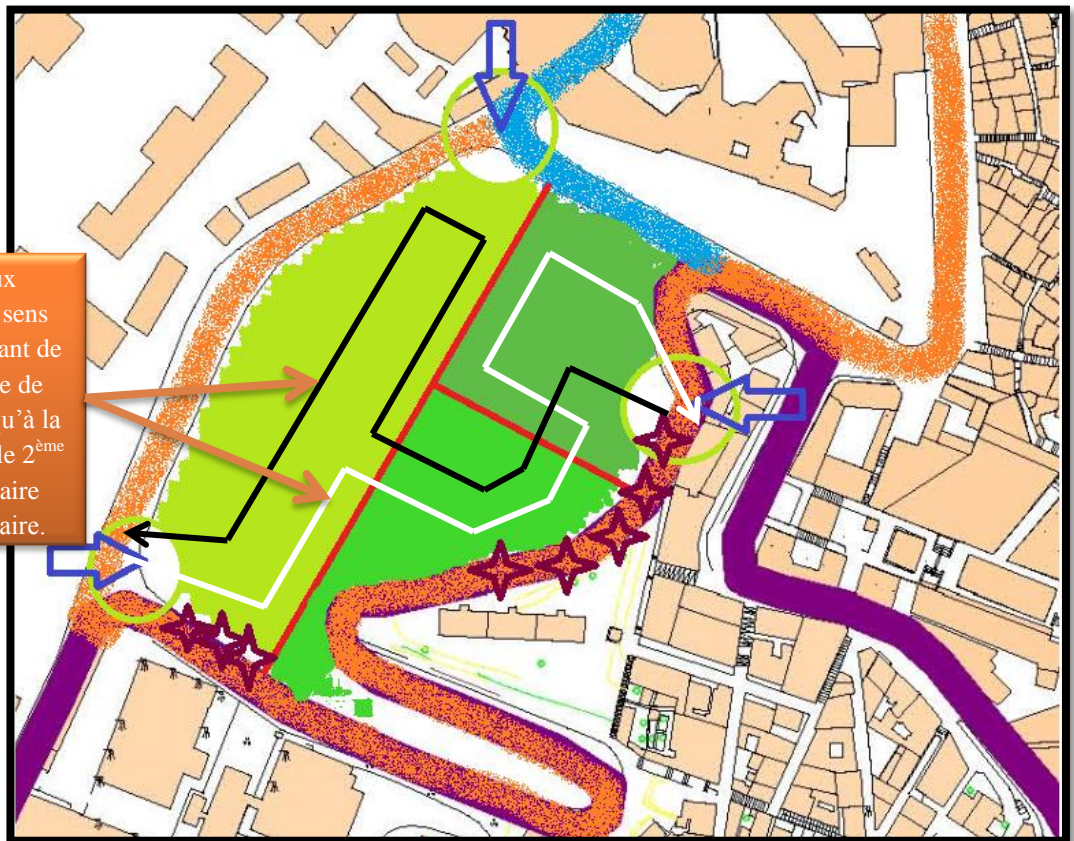 ux
sens
ant de
e de
u’à la
le 2ème
aire
aire.